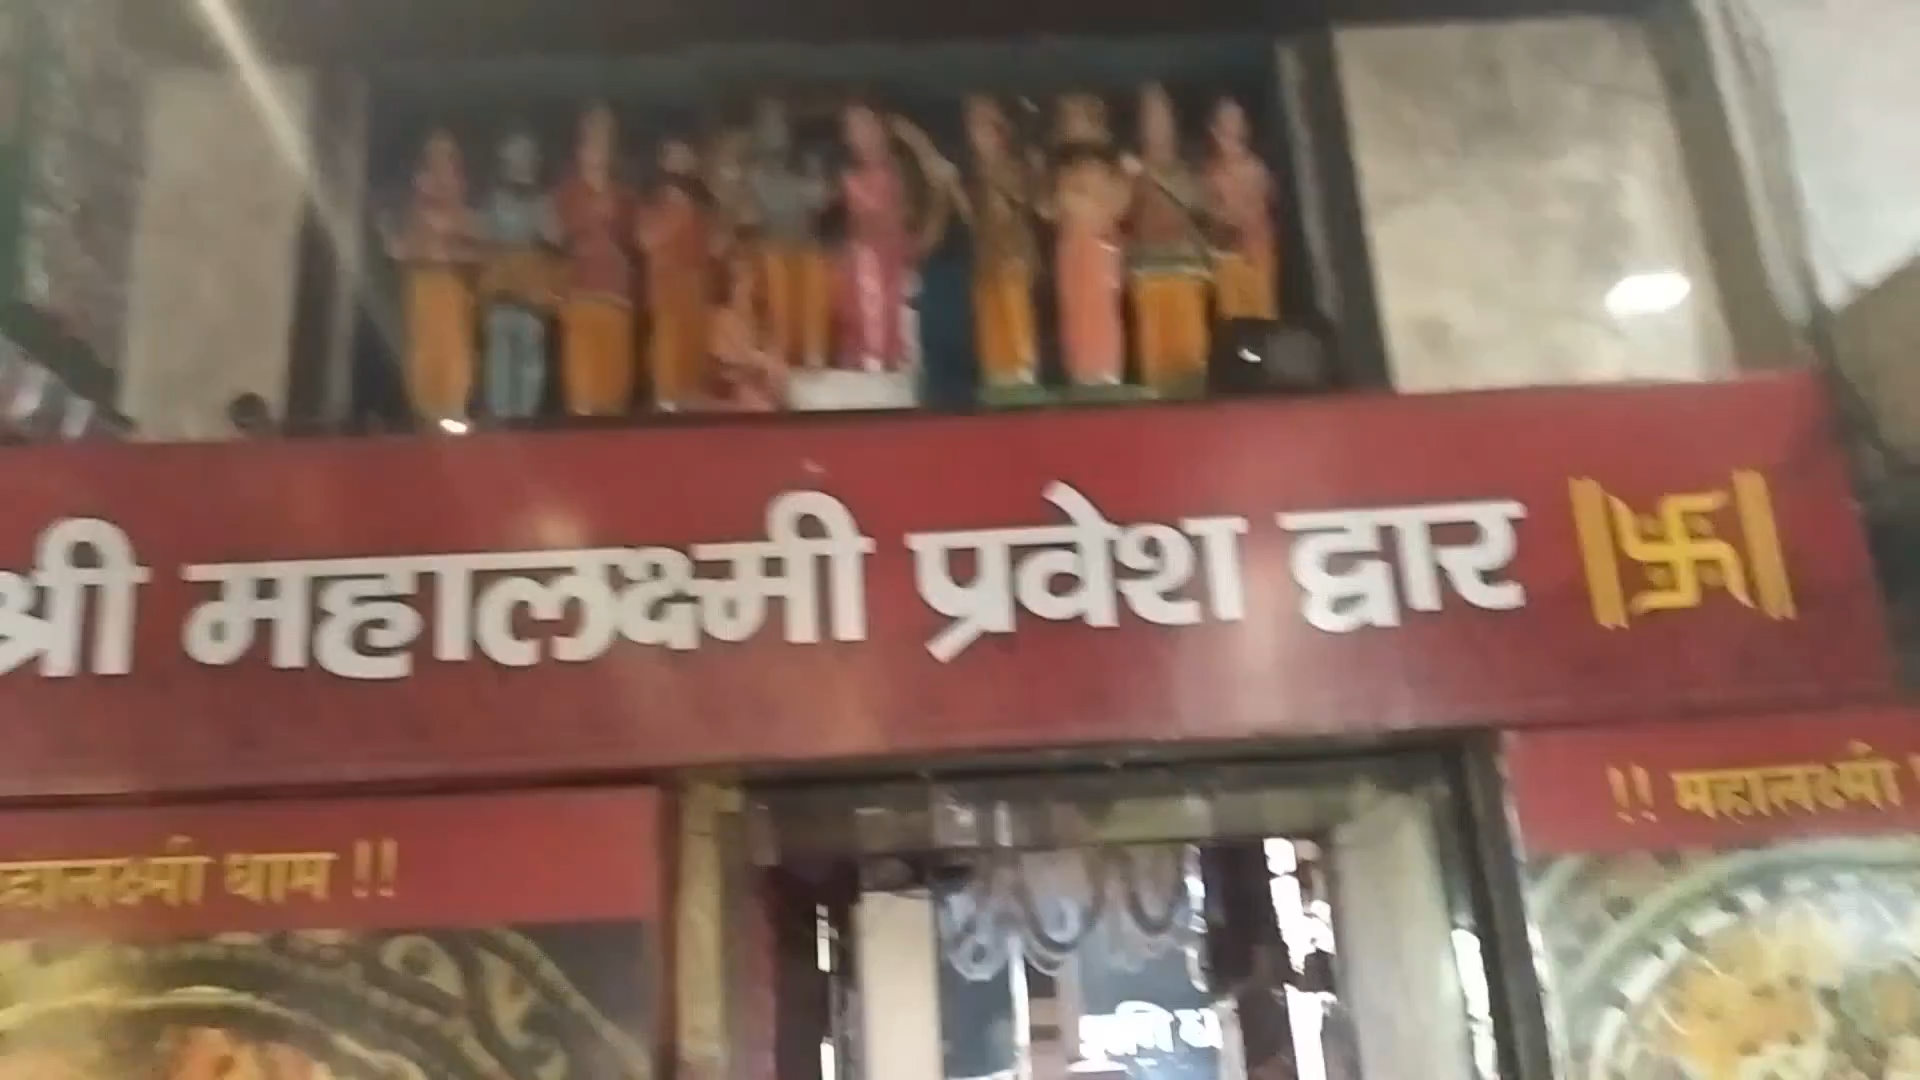 श्री महालक्ष्मी प्रवेश द्वार
महालक्ष्मी धाम !!
!! महालक्ष्मी